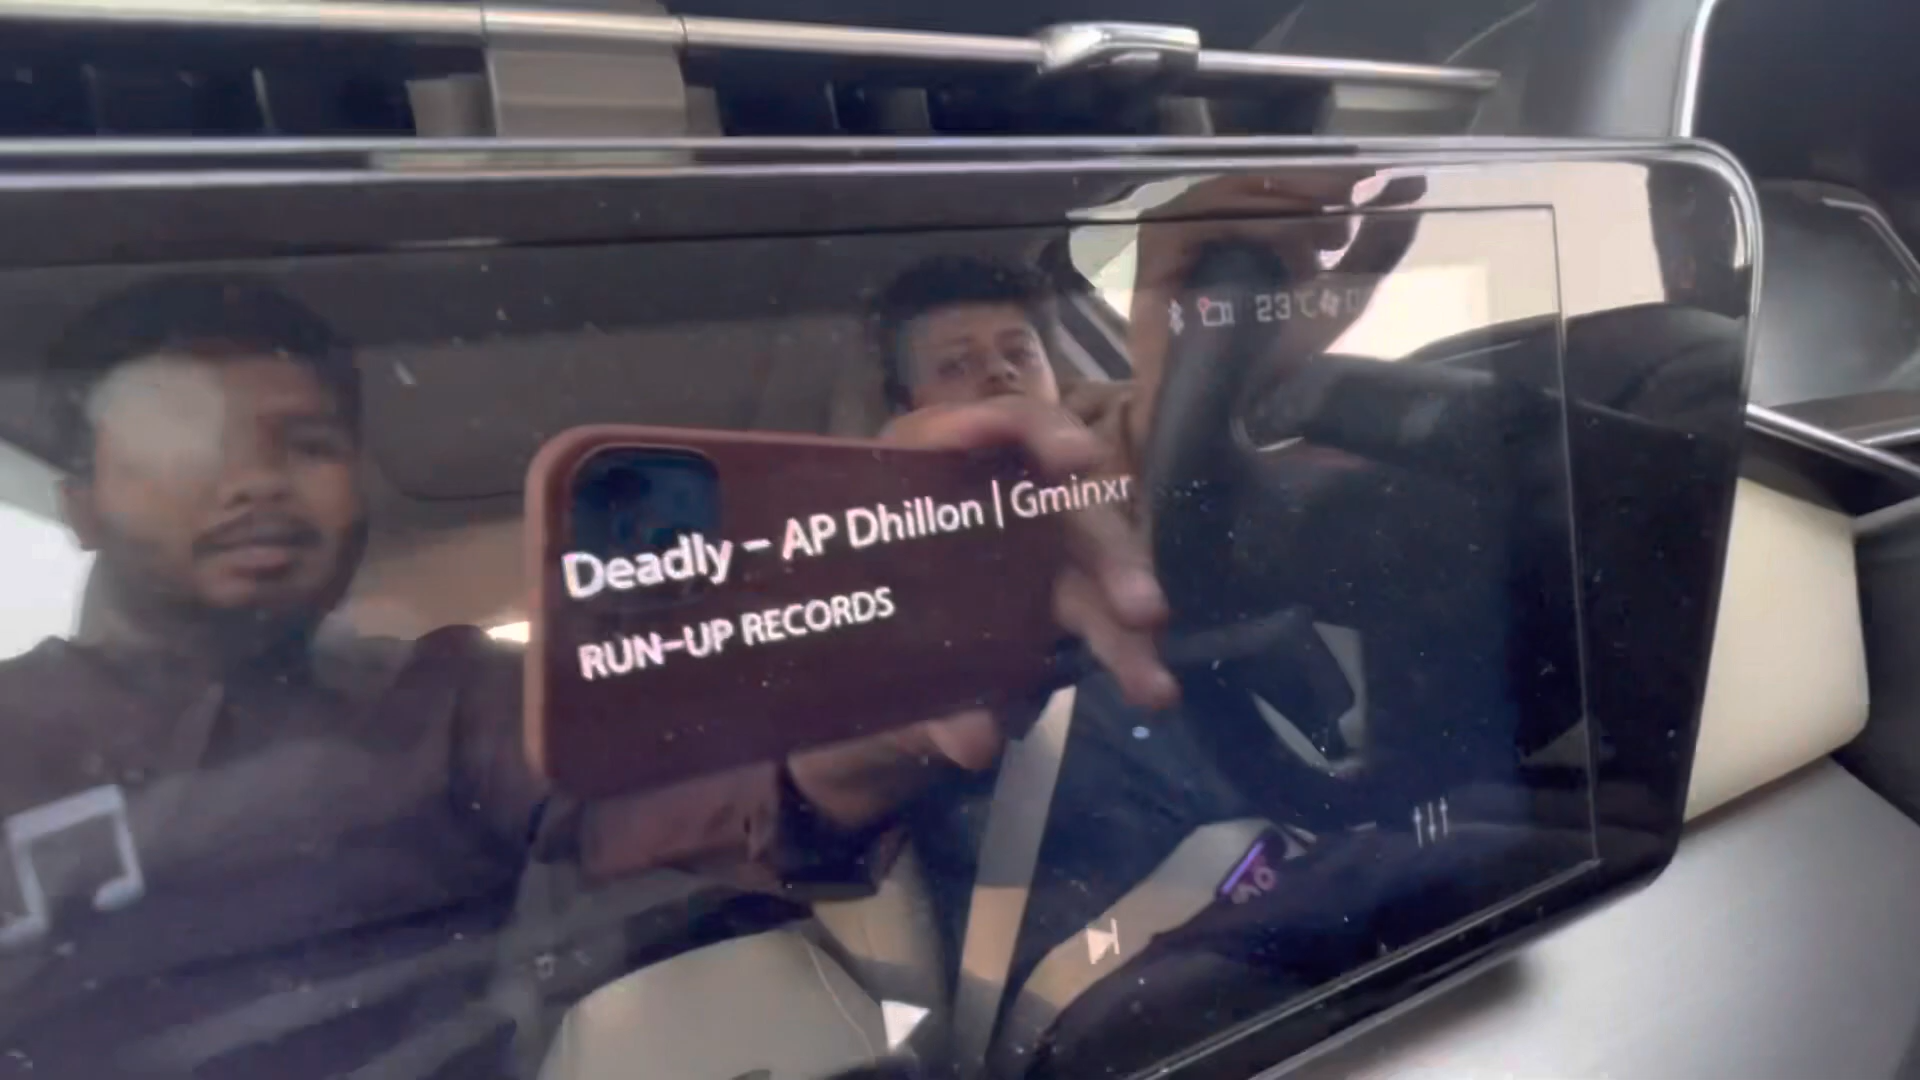 23°C
Deadly – AP Dhillon | Gminxr
RUN-UP RECORDS